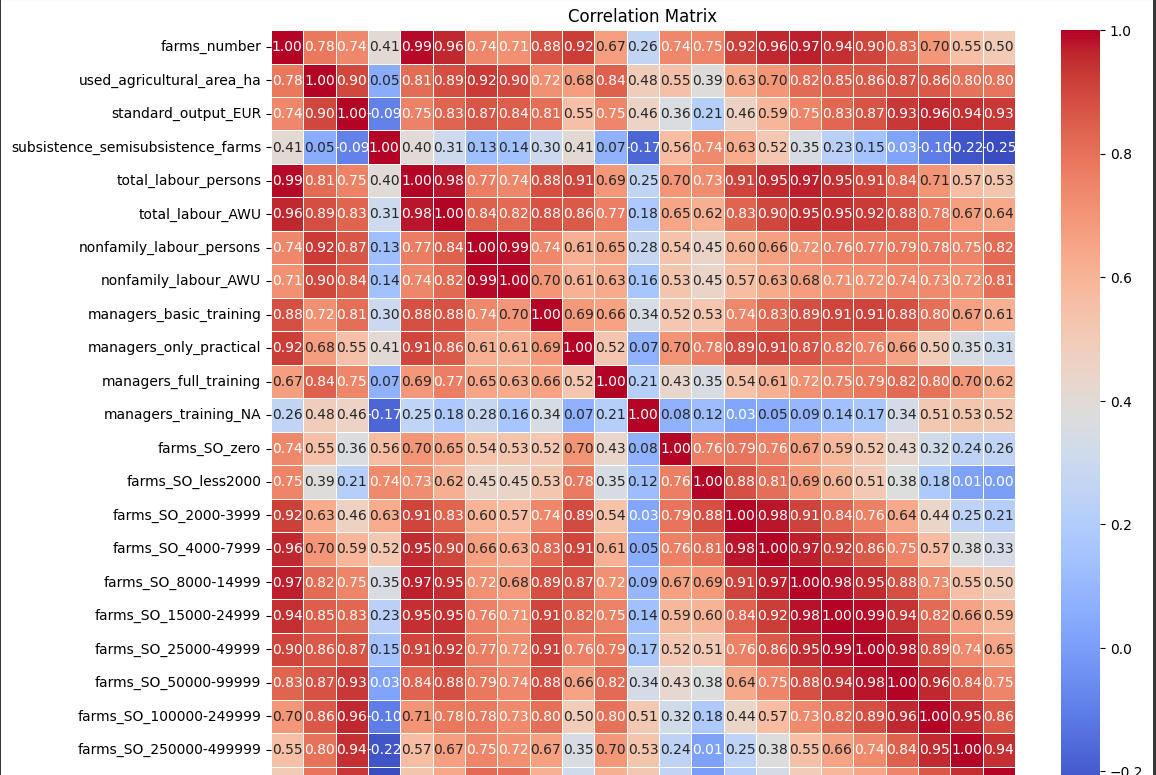 Correlation Matrix
farms_number 1.00 0.78 0.74 0.41 0.99 0.96 0.74 0.71 0.88 0.92 0.67 0.26 0.74 0.75 0.92 0.96 0.97 0.94 0.90 0.83 0.70 0.55 0.50
used_agricultural_area_ha 0.78 1.00 0.90 0.05 0.81 0.89 0.92 0.90 0.72 0.68 0.84 0.48 0.55 0.39 0.63 0.70 0.82 0.85 0.86 0.87 0.86 0.80 0.80
standard_output_EUR 0.74 0.90 1.00 -0.09 0.75 0.83 0.87 0.84 0.81 0.55 0.75 0.46 0.36 0.21 0.46 0.59 0.75 0.83 0.87 0.93 0.96 0.94 0.93
subsistence_semisubsistence_farms 0.41 0.05 -0.09 1.00 0.40 0.31 0.13 0.14 0.30 0.41 0.07 -0.17 0.56 0.74 0.63 0.52 0.35 0.23 0.15 0.03 -0.10 -0.22 -0.25
total_labour_persons 0.99 0.81 0.75 0.40 1.00 0.98 0.77 0.74 0.88 0.91 0.69 0.25 0.70 0.73 0.91 0.95 0.97 0.95 0.91 0.84 0.71 0.57 0.53
total_labour_AWU 0.96 0.89 0.83 0.31 0.98 1.00 0.84 0.82 0.88 0.86 0.77 0.18 0.65 0.62 0.83 0.90 0.95 0.95 0.92 0.88 0.78 0.67 0.64
nonfamily_labour_persons 0.74 0.92 0.87 0.13 0.77 0.84 1.00 0.99 0.74 0.61 0.65 0.28 0.54 0.45 0.60 0.66 0.72 0.76 0.77 0.79 0.78 0.75 0.82
nonfamily_labour_AWU 0.71 0.90 0.84 0.14 0.74 0.82 0.99 1.00 0.70 0.61 0.63 0.16 0.53 0.45 0.57 0.63 0.68 0.71 0.72 0.74 0.73 0.72 0.81
managers_basic_training 0.88 0.72 0.81 0.30 0.88 0.88 0.74 0.70 1.00 0.69 0.66 0.34 0.52 0.53 0.74 0.83 0.89 0.91 0.91 0.88 0.80 0.67 0.61
managers_only_practical 0.92 0.68 0.55 0.41 0.91 0.86 0.61 0.61 0.69 1.00 0.52 0.07 0.70 0.78 0.89 0.91 0.87 0.82 0.76 0.66 0.50 0.35 0.31
managers_full_training 0.67 0.84 0.75 0.07 0.69 0.77 0.65 0.63 0.66 0.52 1.00 0.21 0.43 0.35 0.54 0.61 0.72 0.75 0.79 0.82 0.80 0.70 0.62
managers_training_NA 0.26 0.48 0.46 -0.17 0.25 0.18 0.28 0.16 0.34 0.07 0.21 1.00 0.08 0.12 0.03 0.05 0.09 0.14 0.17 0.34 0.51 0.53 0.52
farms_SO_zero 0.74 0.55 0.36 0.56 0.70 0.65 0.54 0.53 0.52 0.70 0.43 0.08 1.00 0.76 0.79 0.76 0.67 0.59 0.52 0.43 0.32 0.24 0.26
farms_SO_less2000 0.75 0.39 0.21 0.74 0.73 0.62 0.45 0.45 0.53 0.78 0.35 0.12 0.76 1.00 0.88 0.81 0.69 0.60 0.51 0.38 0.18 0.01 0.00
farms_SO_2000-3999 0.92 0.63 0.46 0.63 0.91 0.83 0.60 0.57 0.74 0.89 0.54 0.03 0.79 0.88 1.00 0.98 0.91 0.84 0.76 0.64 0.44 0.25 0.21
farms_SO_4000-7999 0.96 0.70 0.59 0.52 0.95 0.90 0.66 0.63 0.83 0.91 0.61 0.05 0.76 0.81 0.98 1.00 0.97 0.92 0.86 0.75 0.57 0.38 0.33
farms_SO_8000-14999 0.97 0.82 0.75 0.35 0.97 0.95 0.72 0.68 0.89 0.87 0.72 0.09 0.67 0.69 0.91 0.97 1.00 0.98 0.95 0.88 0.73 0.55 0.50
farms_SO_15000-24999 0.94 0.85 0.83 0.23 0.95 0.95 0.76 0.71 0.91 0.82 0.75 0.14 0.59 0.60 0.84 0.92 0.98 1.00 0.99 0.94 0.82 0.66 0.59
farms_SO_25000-49999 0.90 0.86 0.87 0.15 0.91 0.92 0.77 0.72 0.91 0.76 0.79 0.17 0.52 0.51 0.76 0.86 0.95 0.99 1.00 0.98 0.89 0.74 0.65
farms_SO_50000-99999 0.83 0.87 0.93 0.03 0.84 0.88 0.79 0.74 0.88 0.66 0.82 0.34 0.43 0.38 0.64 0.75 0.88 0.94 0.98 1.00 0.96 0.84 0.75
farms_SO_100000-249999 0.70 0.86 0.96 -0.10 0.71 0.78 0.78 0.73 0.80 0.50 0.80 0.51 0.32 0.18 0.44 0.57 0.73 0.82 0.89 0.96 1.00 0.95 0.86
farms_SO_250000-499999 0.55 0.80 0.94 -0.22 0.57 0.67 0.75 0.72 0.67 0.35 0.70 0.53 0.24 0.01 0.25 0.38 0.55 0.66 0.74 0.84 0.95 1.00 0.94
1.0
0.8
0.6
0.4
0.2
0.0
−0.2